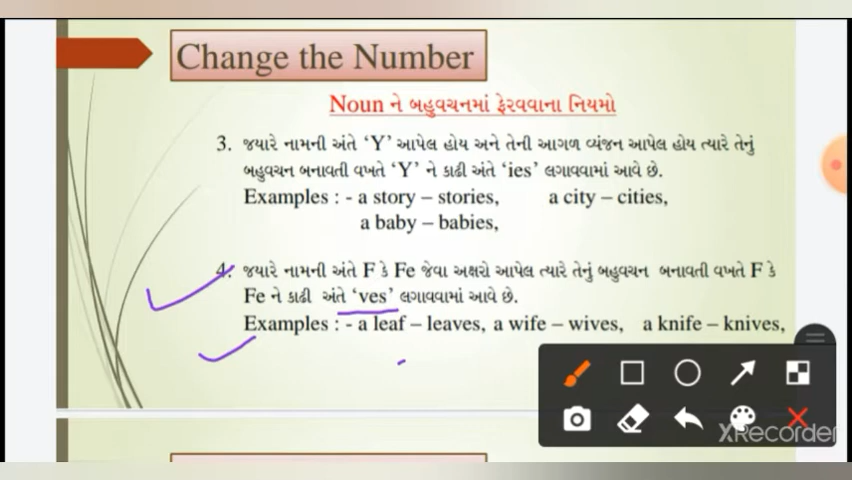 Change the Number
Noun ને બહુવચનમાં ફેરવવાના નિયમો
3. જ્યારે નામની અંતે ‘Y’ આપેલ હોય અને તેની આગળ વ્યંજન આપેલ હોય ત્યારે તેનું
બહુવચન બનાવતી વખતે ‘Y’ ને કાઢી અંતે ‘ies’ લગાવવામાં આવે છે.
Examples : - a story – stories, a city – cities,
a baby – babies,
4. જ્યારે નામની અંતે F કે Fe જેવા અક્ષરો આપેલ ત્યારે તેનું બહુવચન બનાવતી વખતે F કે
Fe ને કાઢી અંતે ‘ves’ લગાવવામાં આવે છે.
Examples : - a leaf – leaves, a wife – wives, a knife – knives,
XRecorder